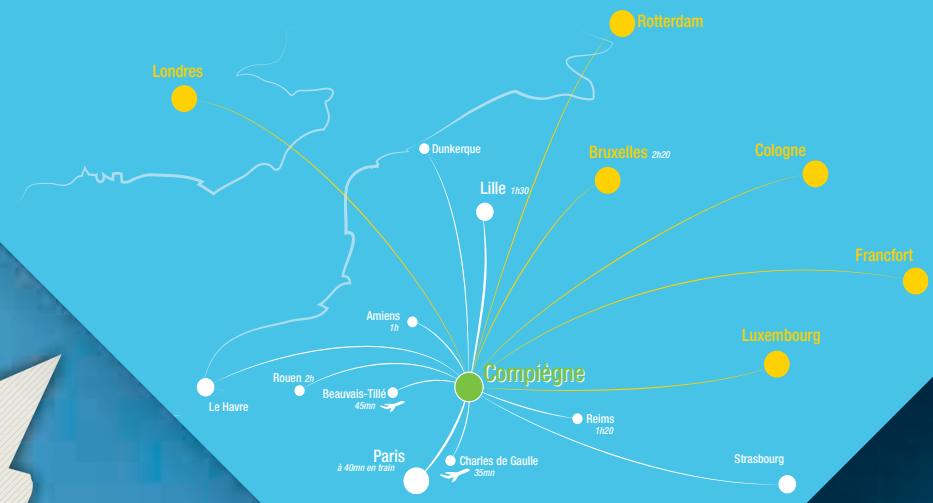 Rotterdam
Londres
Dunkerque
Bruxelles 2h20
Cologne
Lille 1h30
Francfort
Amiens
1h
Luxembourg
Compiègne
Rouen 2h
Beauvais-Tillé
45mn
Le Havre
Reims
1h20
Paris
à 40mn en train
Charles de Gaulle
35mn
Strasbourg